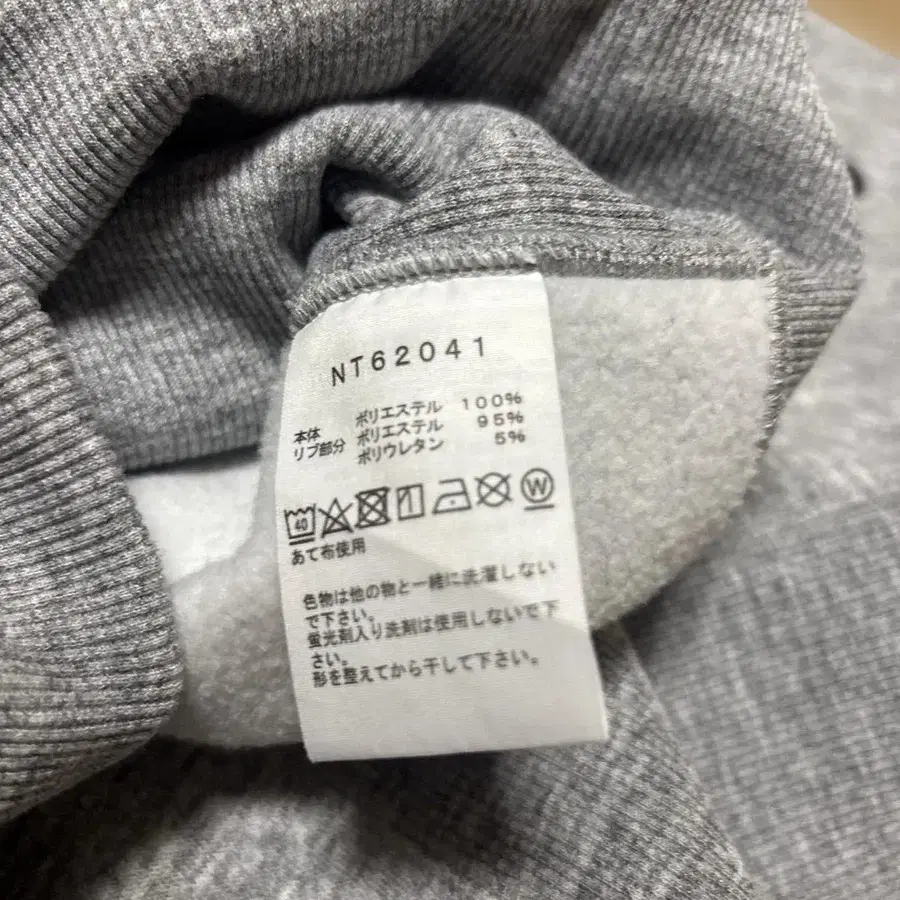 NT62041
本体 ポリエステル 100%
リブ部分 ポリエステル 95%
ポリウレタン 5%
40 W
あて布使用
色物は他の物と一緒に洗濯しない
で下さい。
蛍光剤入り洗剤は使用しないで下
さい。
形を整えてから干して下さい。